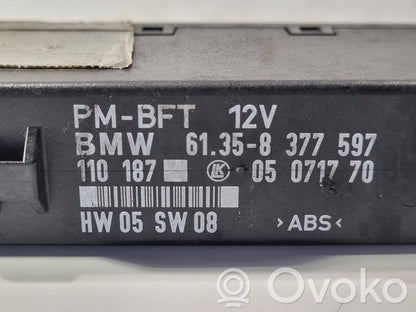 PM-BFT 12V
BMW 61.35-8 377 597
110 187 LK 05 0717 70
HW 05 SW 08 >ABS<
Ovoko